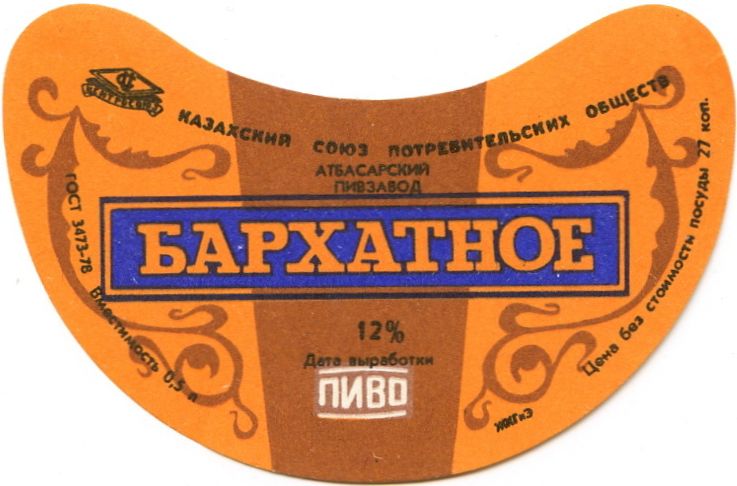 ЦЕНТРОСОЮЗ
КАЗАХСКИЙ СОЮЗ ПОТРЕБИТЕЛЬСКИХ ОБЩЕСТВ
АТБАСАРСКИЙ
ПИВЗАВОД
БАРХАТНОЕ
12%
Дата выработки
ПИВО
ГОСТ 3473-78 Вместимость 0,5 л
Цена без стоимости посуды 27 коп.